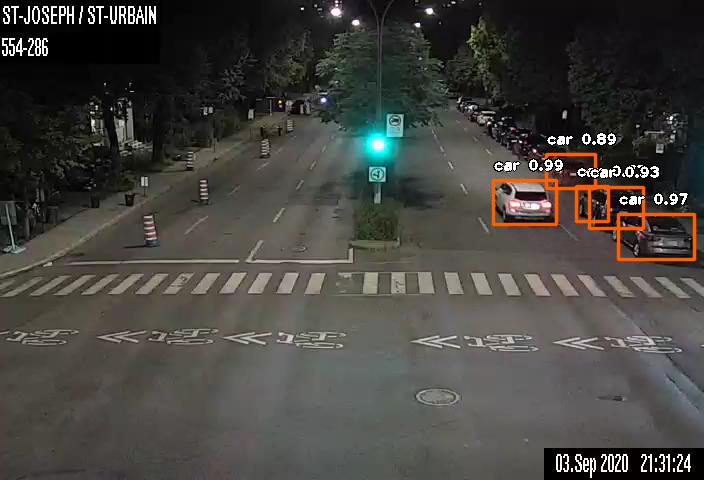 ST-JOSEPH / ST-URBAIN
554-286
car 0.89
car 0.99
car 0.93
car 0.97
03.Sep 2020 21:31:24